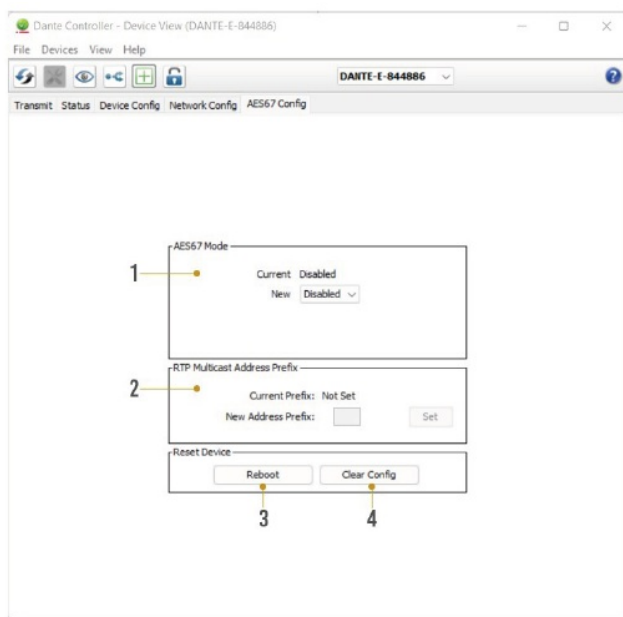 Dante Controller - Device View (DANTE-E-844886)
File Devices View Help
DANTE-E-844886
Transmit Status Device Config Network Config AES67 Config
AES67 Mode
1
Current Disabled
New Disabled
RTP Multicast Address Prefix
2
Current Prefix: Not Set
New Address Prefix: Set
Reset Device
Reboot Clear Config
3 4